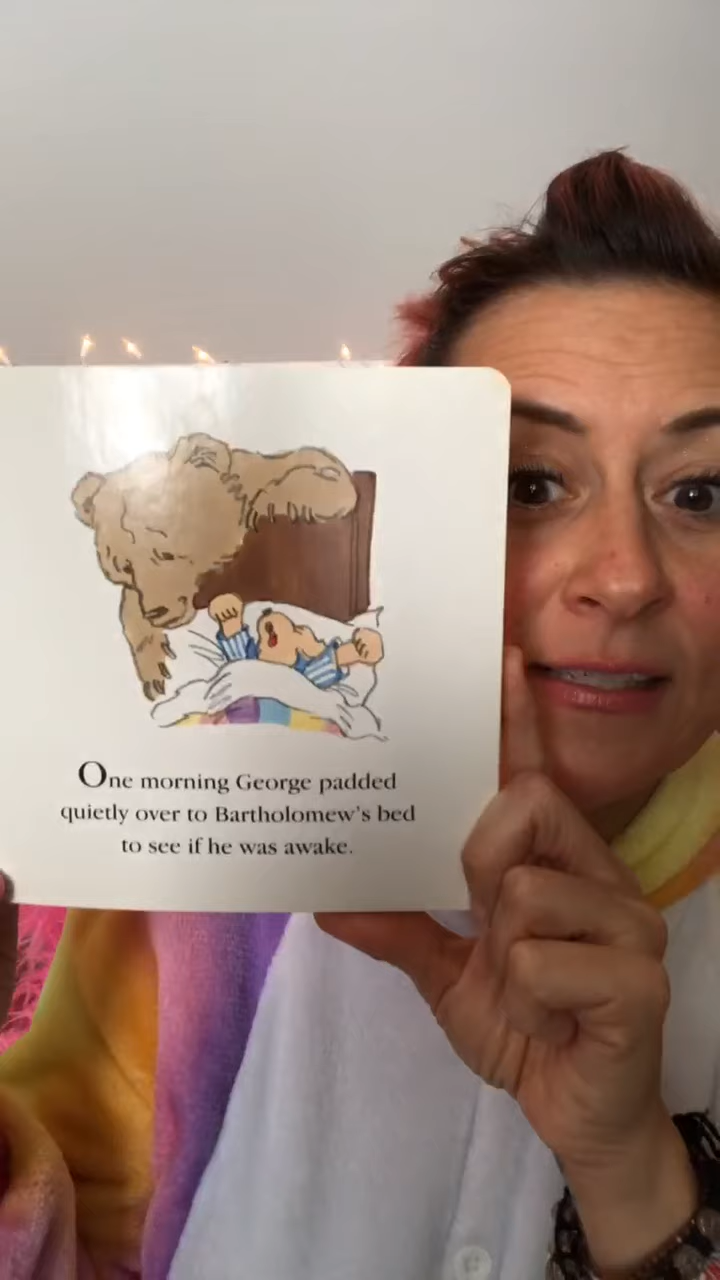 One morning George padded
quietly over to Bartholomew's bed
to see if he was awake.